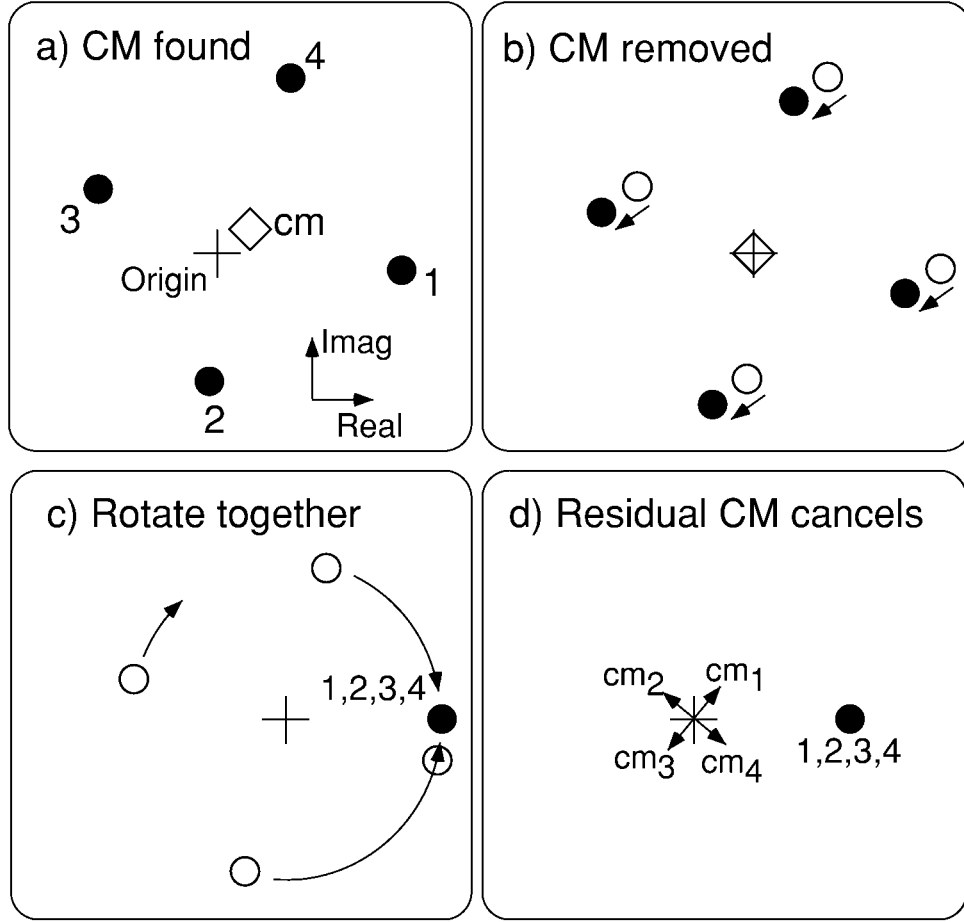 a) CM found
4
3
cm
Origin
1
Imag
2
Real
b) CM removed
c) Rotate together
1,2,3,4
d) Residual CM cancels
cm2 cm1
cm3 cm4
1,2,3,4